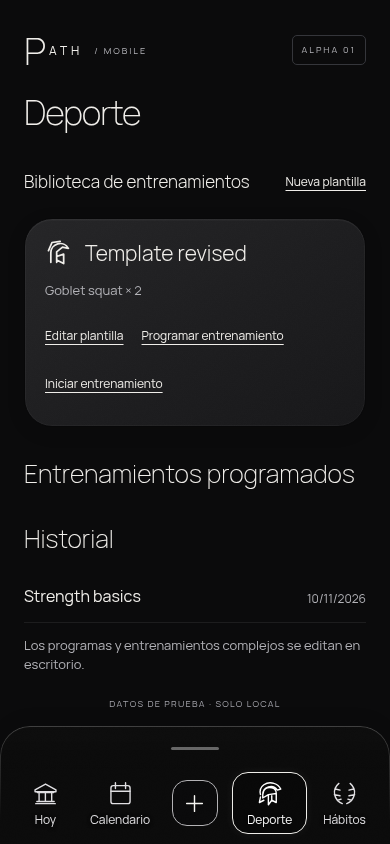 PATH / MOBILE
ALPHA 01
Deporte
Biblioteca de entrenamientos
Nueva plantilla
Template revised
Goblet squat × 2
Editar plantilla
Programar entrenamiento
Iniciar entrenamiento
Entrenamientos programados
Historial
Strength basics
10/11/2026
Los programas y entrenamientos complejos se editan en
escritorio.
DATOS DE PRUEBA · SOLO LOCAL
Hoy
Calendario
Deporte
Hábitos